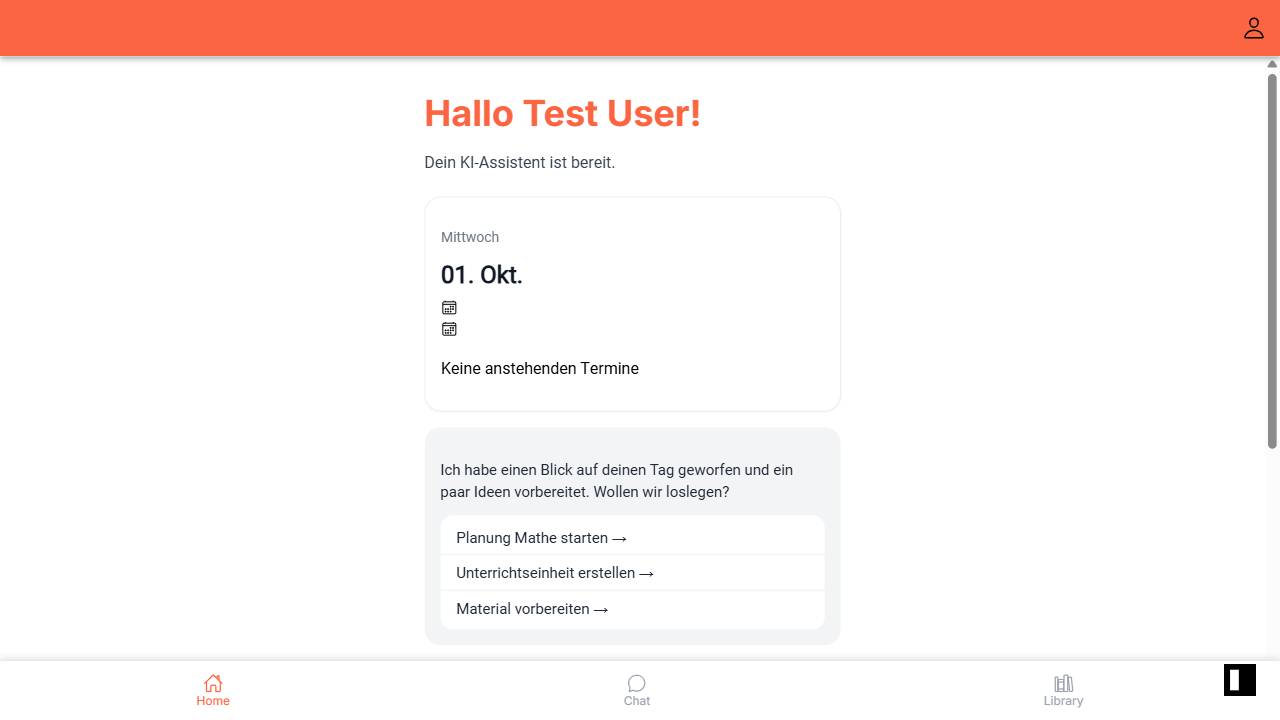 Hallo Test User!
Dein KI-Assistent ist bereit.
Mittwoch
01. Okt.
Keine anstehenden Termine
Ich habe einen Blick auf deinen Tag geworfen und ein
paar Ideen vorbereitet. Wollen wir loslegen?
Planung Mathe starten →
Unterrichtseinheit erstellen →
Material vorbereiten →
Home
Chat
Library